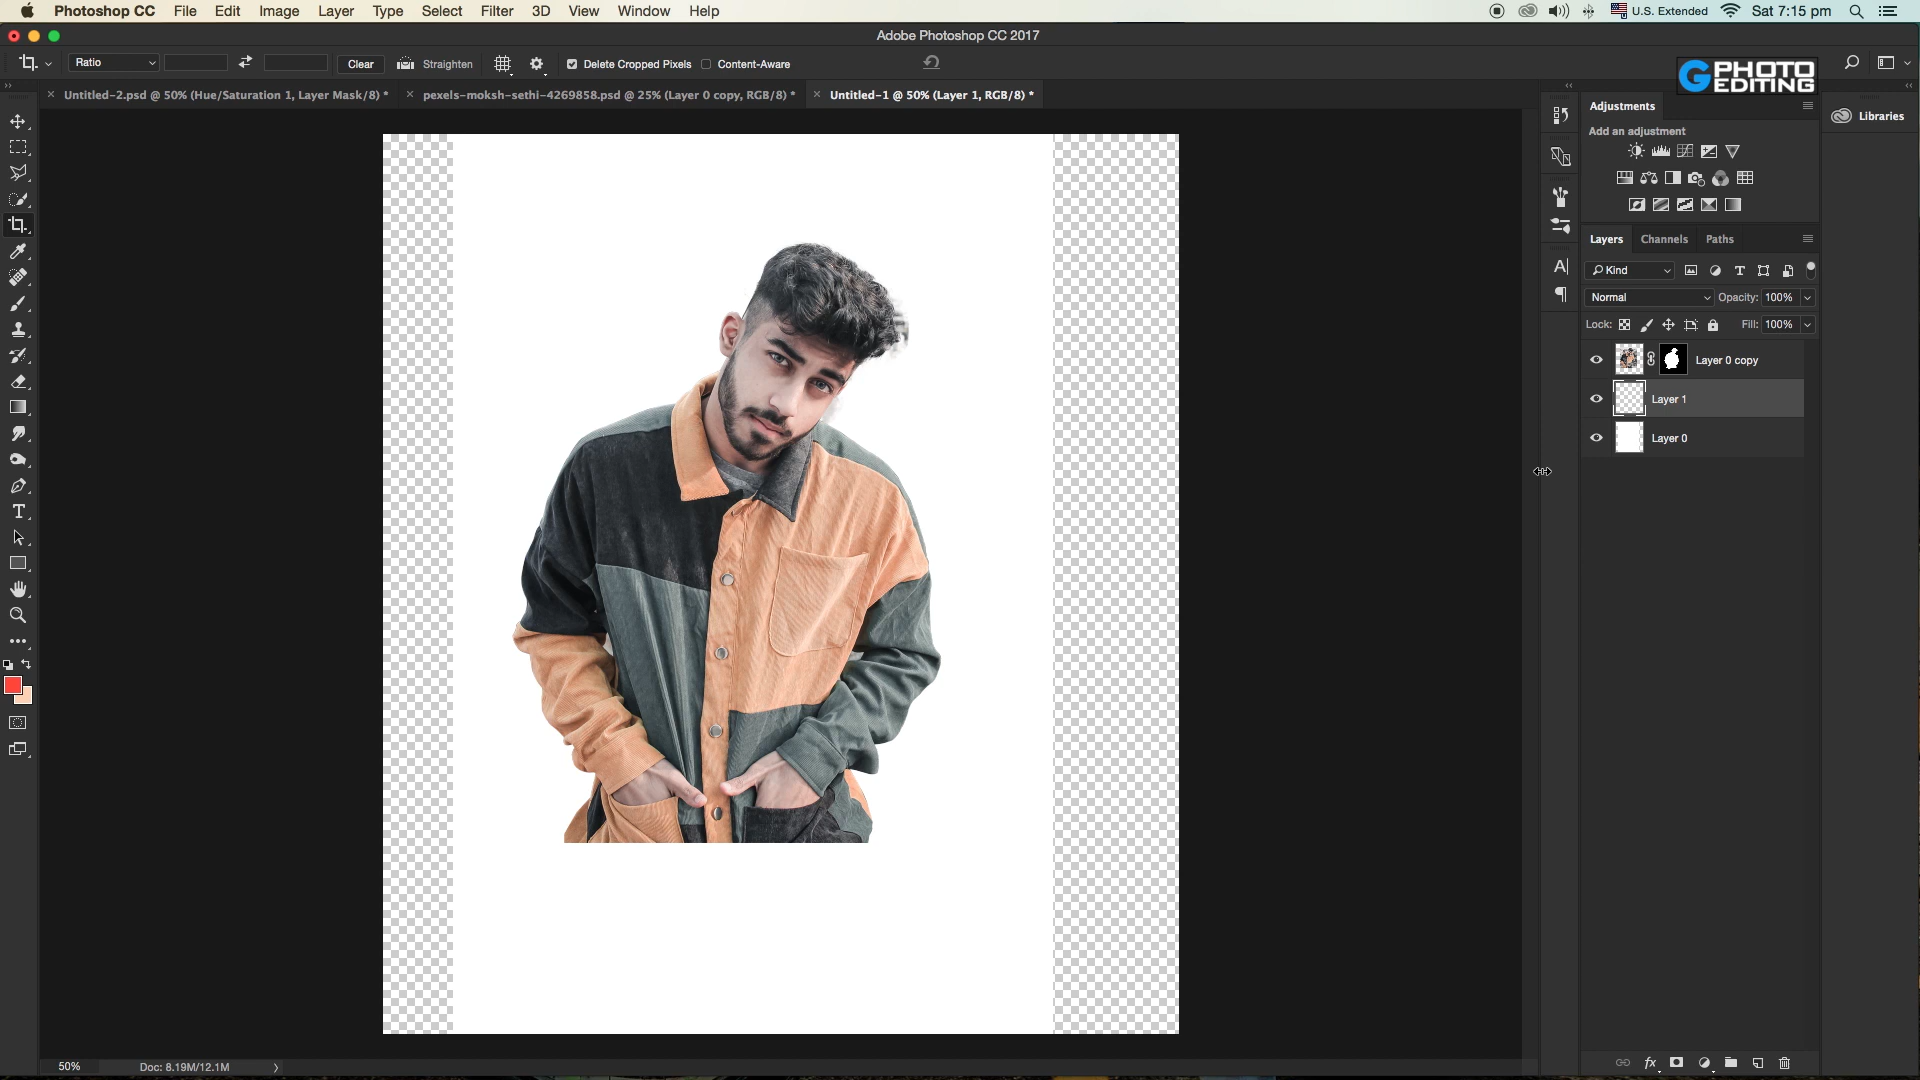 Photoshop CC File Edit Image Layer Type Select Filter 3D View Window Help
U.S. Extended Sat 7:15 pm
Adobe Photoshop CC 2017
Ratio Clear Straighten Delete Cropped Pixels Content-Aware
G PHOTO
EDITING
Untitled-2.psd @ 50% (Hue/Saturation 1, Layer Mask/8) *
pexels-moksh-sethi-4269858.psd @ 25% (Layer 0 copy, RGB/8) *
Untitled-1 @ 50% (Layer 1, RGB/8) *
Adjustments
Libraries
Add an adjustment
Layers Channels Paths
Kind
Normal Opacity: 100%
Lock: Fill: 100%
Layer 0 copy
Layer 1
Layer 0
50% Doc: 8.19M/12.1M